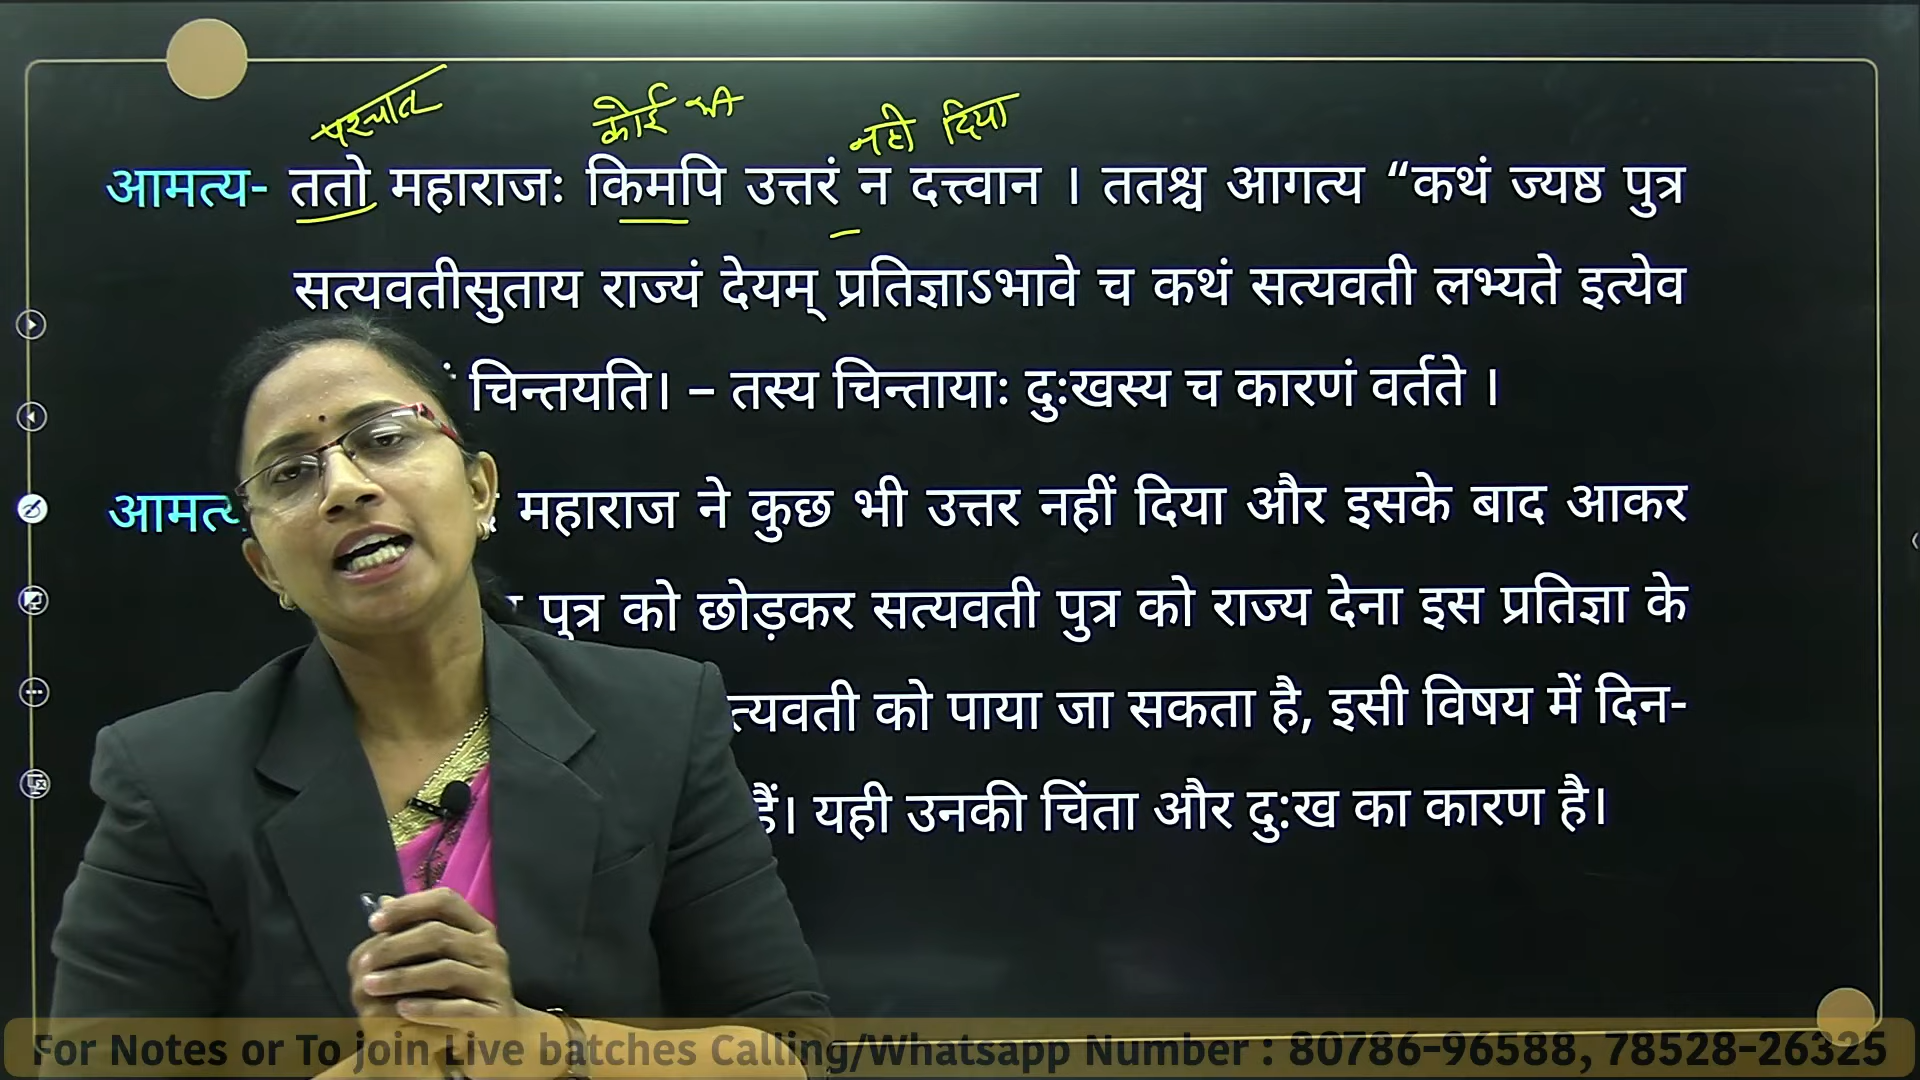 पश्चात कोई भी नही दिया
आमत्य- ततो महाराजः किमपि उत्तरं न दत्त्वान । ततश्च आगत्य “कथं ज्यष्ठ पुत्र
सत्यवतीसुताय राज्यं देयम् प्रतिज्ञाऽभावे च कथं सत्यवती लभ्यते इत्येव
चिन्तयति। – तस्य चिन्तायाः दुःखस्य च कारणं वर्तते ।
महाराज ने कुछ भी उत्तर नहीं दिया और इसके बाद आकर
पुत्र को छोड़कर सत्यवती पुत्र को राज्य देना इस प्रतिज्ञा के
को पाया जा सकता है, इसी विषय में दिन-
यही उनकी चिंता और दुःख का कारण है।
For Notes or To join Live batches Calling/Whatsapp Number : 80786-96588, 78528-26325